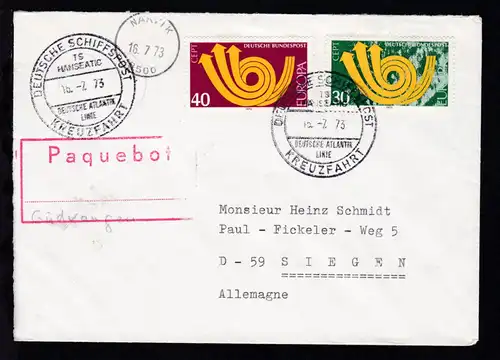 NARVIK
16.7.73
8500
DEUTSCHE SCHIFFSPOST
TS
HANSEATIC
16.-7. 73
DEUTSCHE ATLANTIK
LINIE
KREUZFAHRT
CEPT DEUTSCHE BUNDESPOST
EUROPA
40
CEPT DEUTSCHE BUNDESPOST
EUROPA
30
TS
16.-7. 73
DEUTSCHE ATLANTIK
LINIE
KREUZFAHRT
Paquebot
Gudvangen
Monsieur Heinz Schmidt
Paul - Fickeler - Weg 5
D - 59 S I E G E N
================
Allemagne